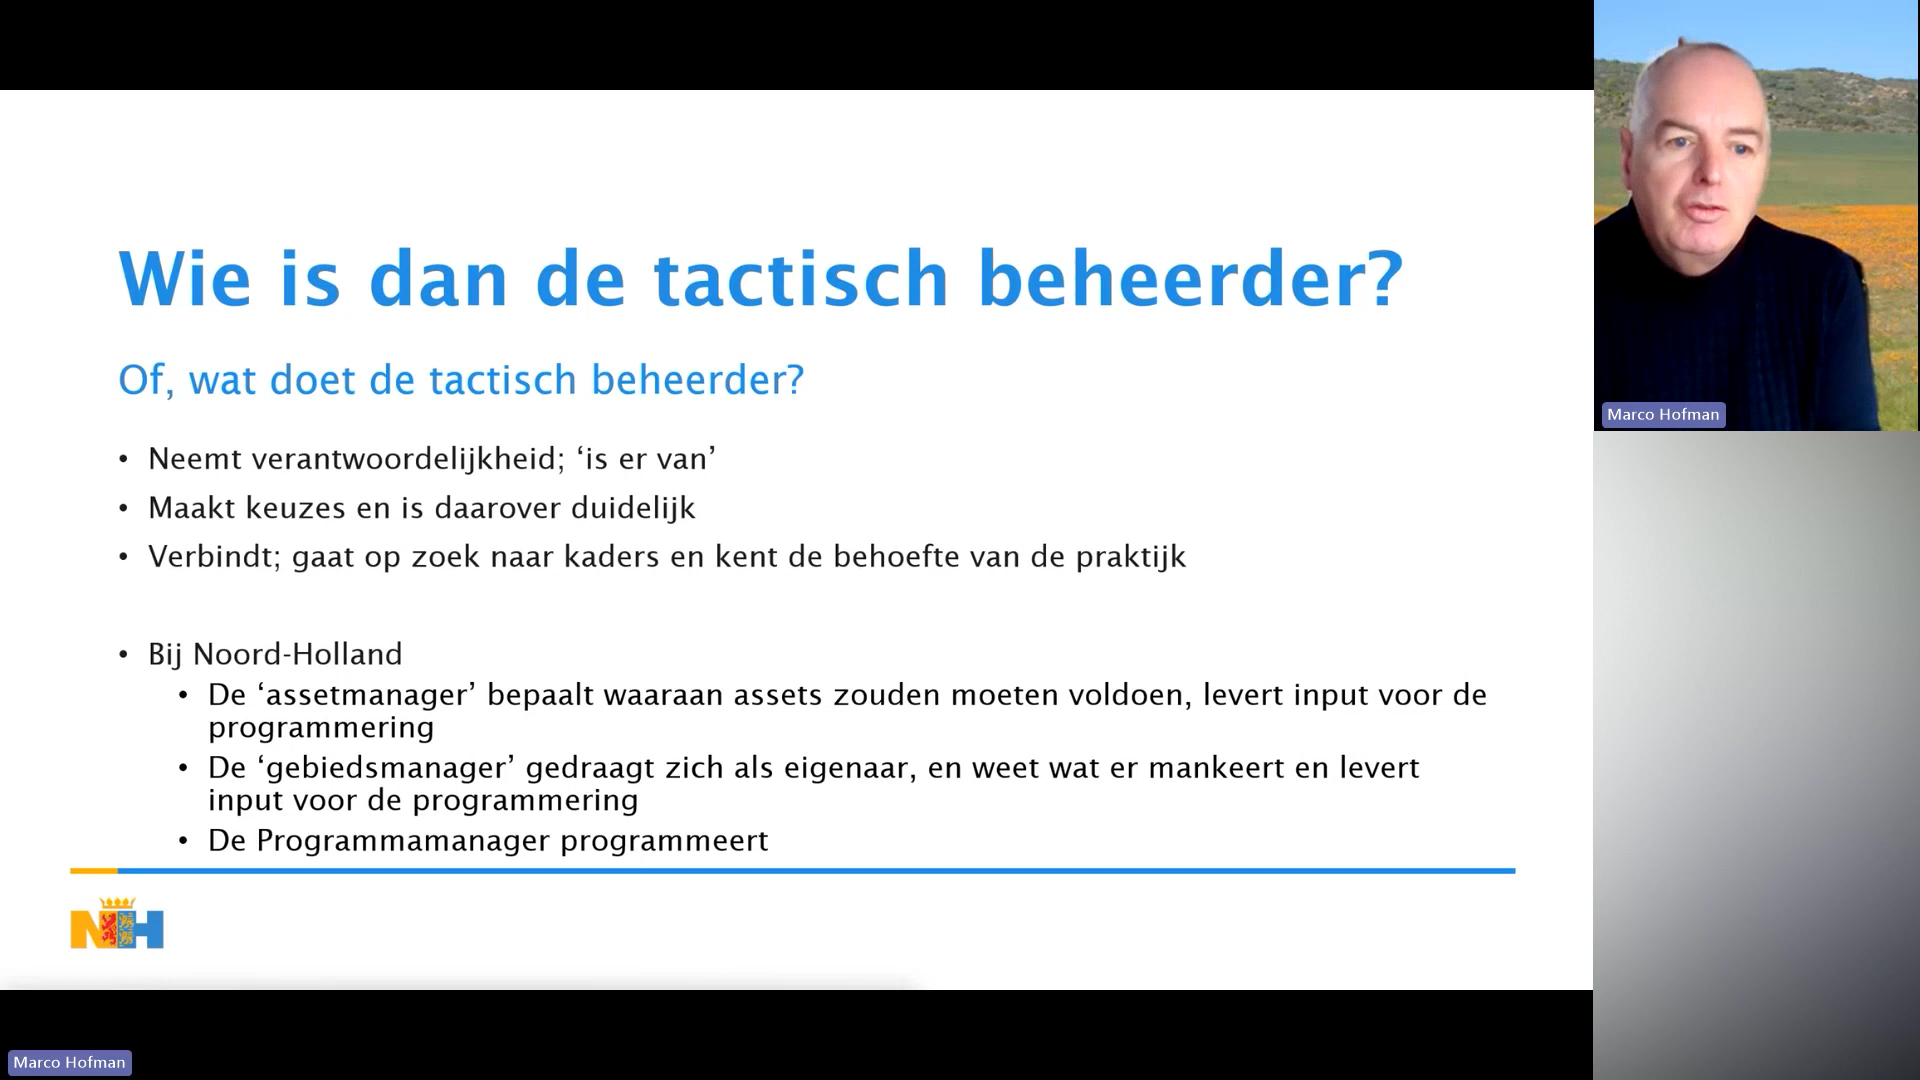 Wie is dan de tactisch beheerder?
Of, wat doet de tactisch beheerder?
• Neemt verantwoordelijkheid; ‘is er van’
• Maakt keuzes en is daarover duidelijk
• Verbindt; gaat op zoek naar kaders en kent de behoefte van de praktijk
• Bij Noord-Holland
• De ‘assetmanager’ bepaalt waaraan assets zouden moeten voldoen, levert input voor de
programmering
• De ‘gebiedsmanager’ gedraagt zich als eigenaar, en weet wat er mankeert en levert
input voor de programmering
• De Programmamanager programmeert
NH
Marco Hofman
Marco Hofman